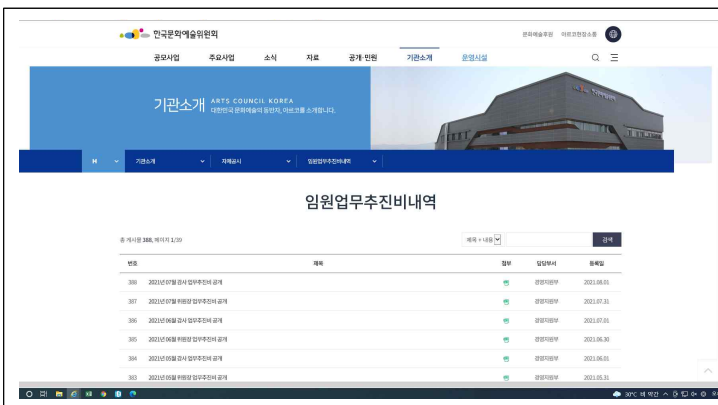 한국문화예술위원회
문화예술후원 아르코현장소통
공모사업 주요사업 소식 자료 공개·민원 기관소개 운영시설
기관소개 ARTS COUNCIL KOREA
대한민국 문화예술의 동반자, 아르코를 소개합니다.
기관소개 자체공시 임원업무추진비내역
임원업무추진비내역
총 게시물 388, 페이지 1/39 제목 + 내용 검색
번호 제목 첨부 담당부서 등록일
388 2021년 07월 감사 업무추진비 공개 경영지원부 2021.08.01
387 2021년 07월 위원장 업무추진비 공개 경영지원부 2021.07.31
386 2021년 06월 감사 업무추진비 공개 경영지원부 2021.07.01
385 2021년 06월 위원장 업무추진비 공개 경영지원부 2021.06.30
384 2021년 05월 감사 업무추진비 공개 경영지원부 2021.06.01
383 2021년 05월 위원장 업무추진비 공개 경영지원부 2021.05.31
30°C 비 약간